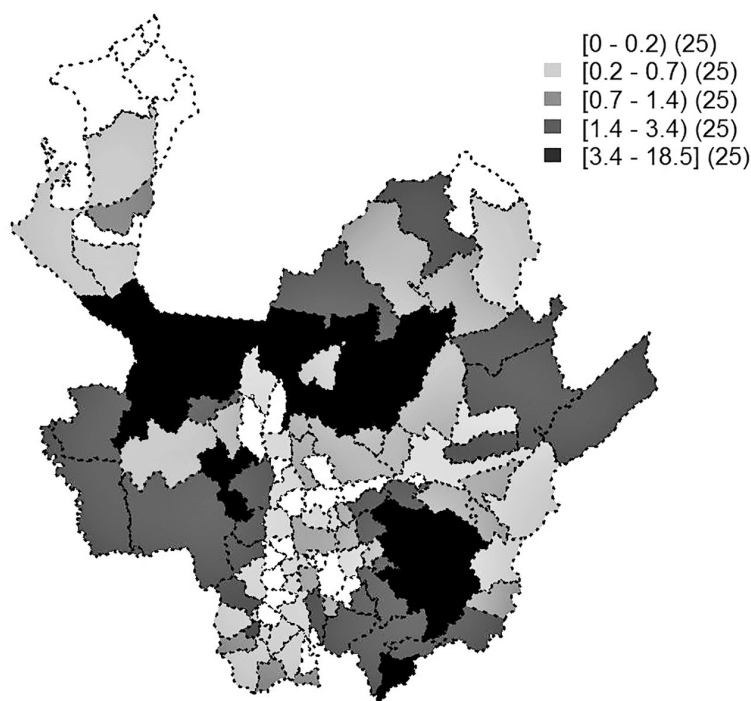 [0 - 0.2) (25)
[0.2 - 0.7) (25)
[0.7 - 1.4) (25)
[1.4 - 3.4) (25)
[3.4 - 18.5] (25)